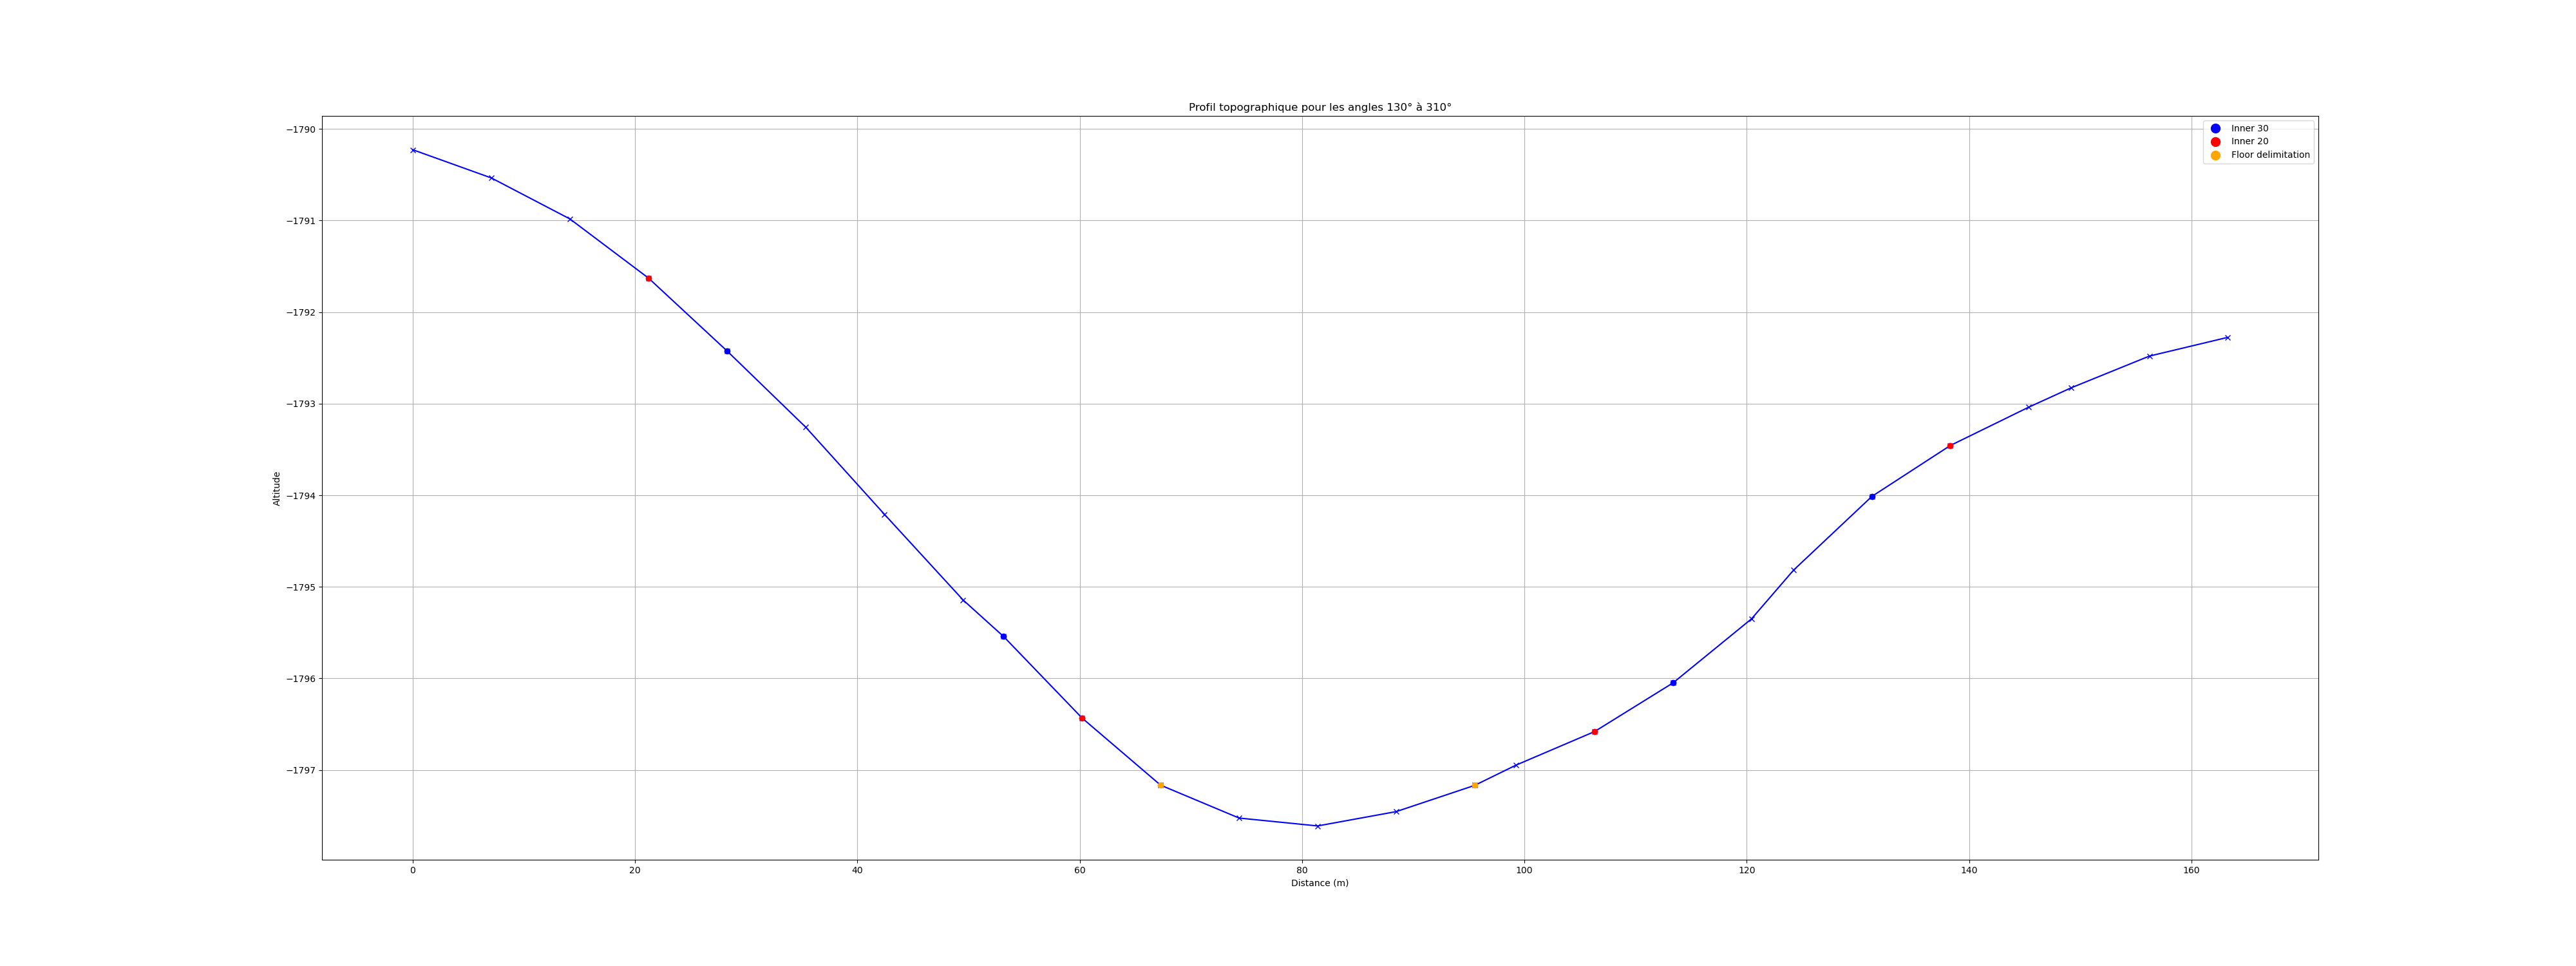 Profil topographique pour les angles 130° à 310°
Inner 30
Inner 20
Floor delimitation
Altitude
−1790
−1791
−1792
−1793
−1794
−1795
−1796
−1797
0 20 40 60 80 100 120 140 160
Distance (m)